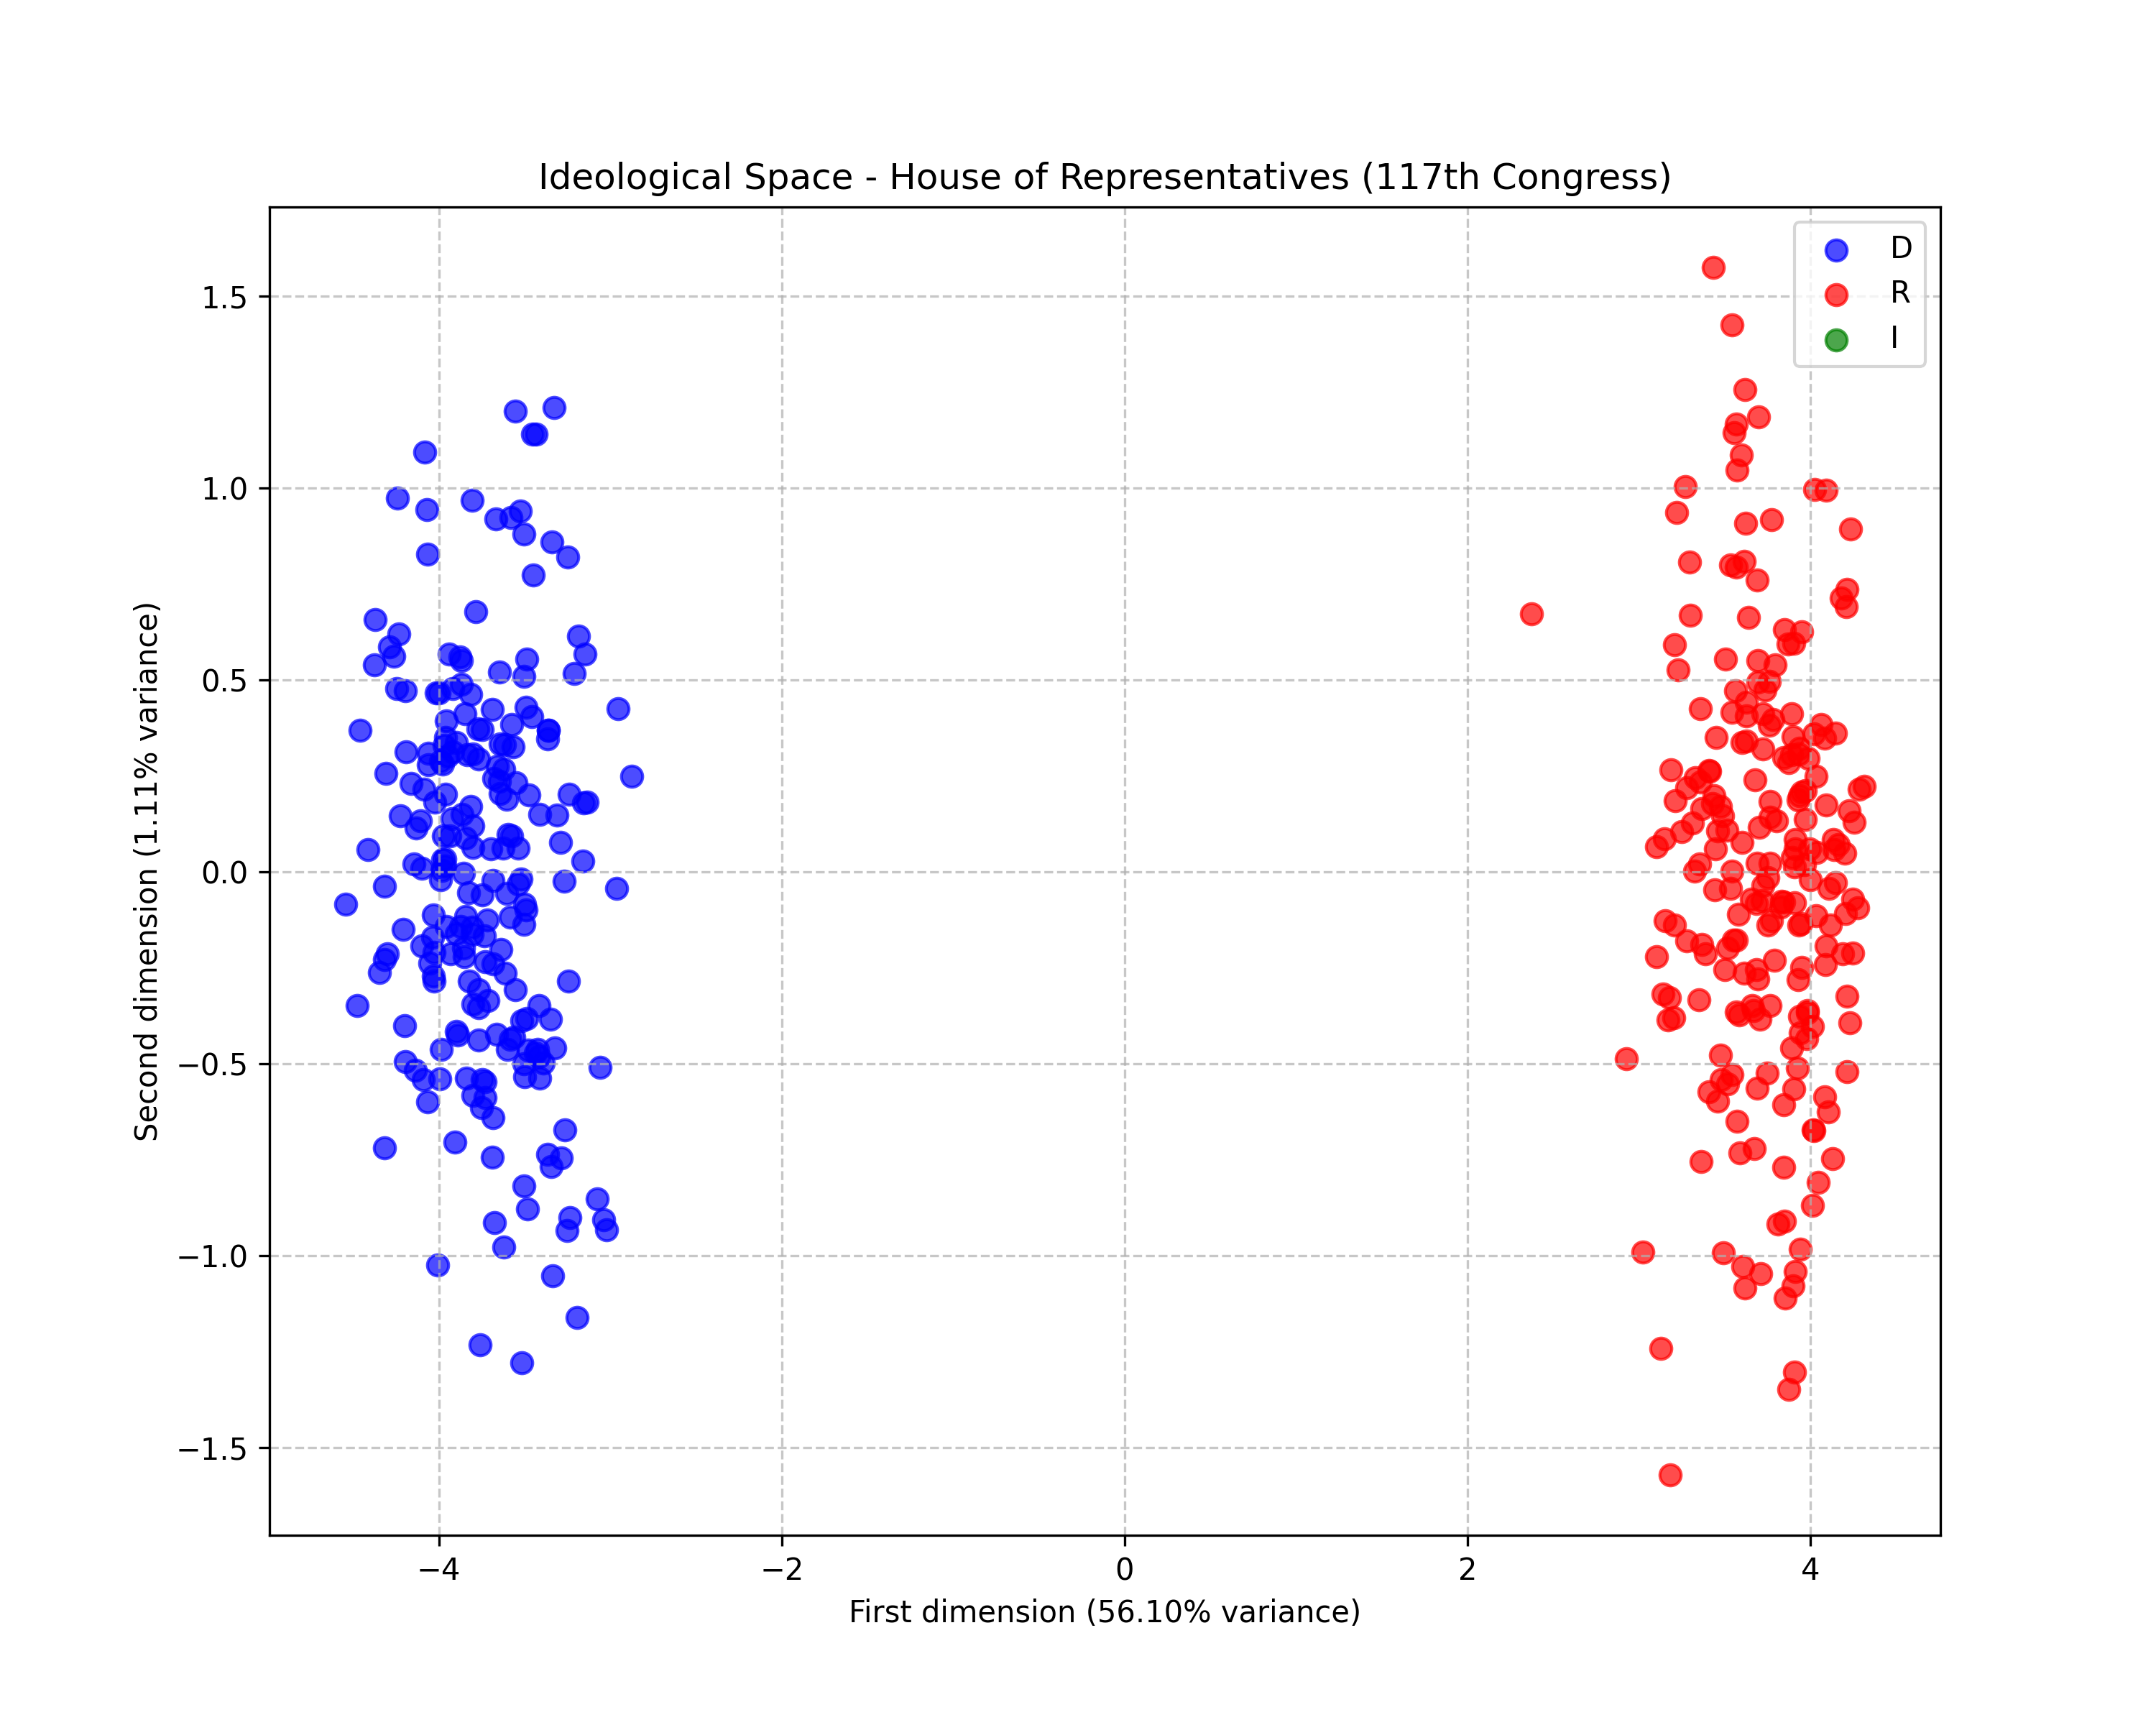 Ideological Space - House of Representatives (117th Congress)
D
R
I
1.5
1.0
0.5
0.0
−0.5
−1.0
−1.5
Second dimension (1.11% variance)
−4
−2
0
2
4
First dimension (56.10% variance)